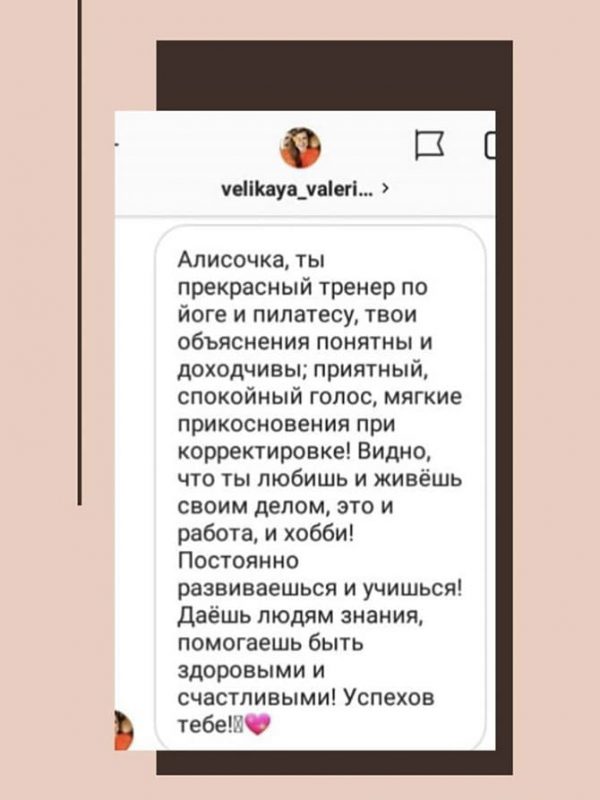 velikaya_valeri... >
Алисочка, ты
прекрасный тренер по
йоге и пилатесу, твои
объяснения понятны и
доходчивы; приятный,
спокойный голос, мягкие
прикосновения при
корректировке! Видно,
что ты любишь и живёшь
своим делом, это и
работа, и хобби!
Постоянно
развиваешься и учишься!
Даёшь людям знания,
помогаешь быть
здоровыми и
счастливыми! Успехов
тебе!💖